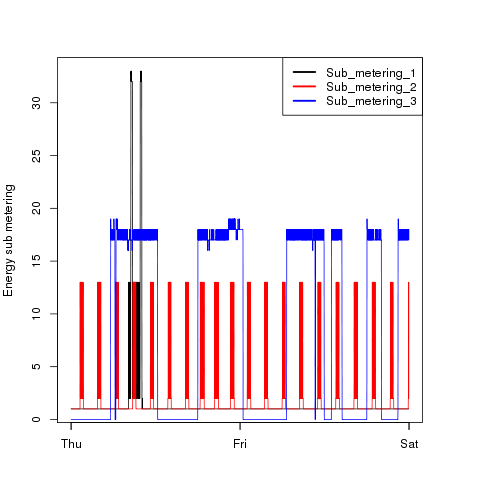 Sub_metering_1
Sub_metering_2
Sub_metering_3
Energy sub metering
30
25
20
15
10
5
0
Thu Fri Sat